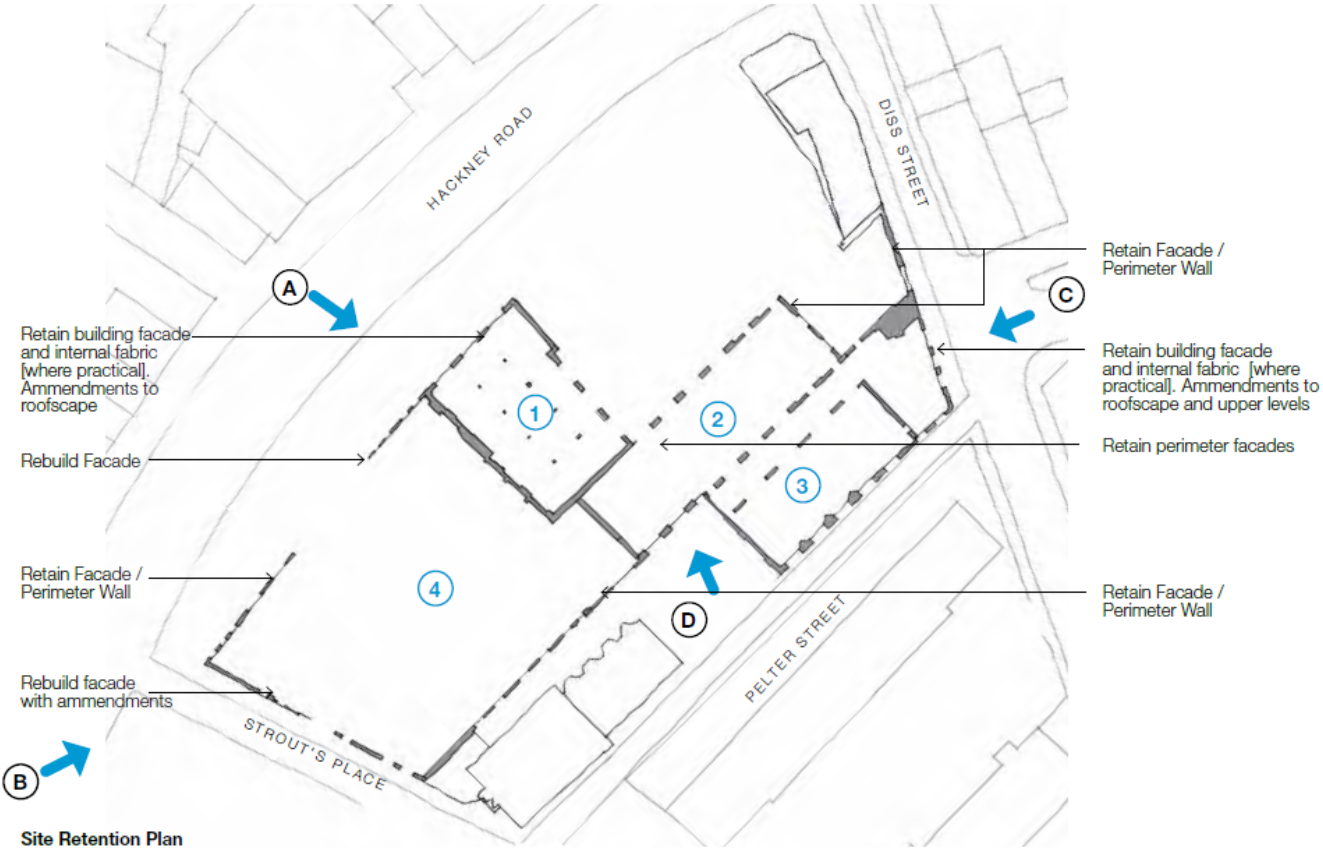 HACKNEY ROAD
DISS STREET
Retain Facade /
Perimeter Wall
A
C
Retain building facade
and internal fabric
[where practical].
Ammendments to
roofscape
Retain building facade
and internal fabric [where
practical]. Ammendments to
roofscape and upper levels
1
2
Retain perimeter facades
Rebuild Facade
3
Retain Facade /
Perimeter Wall
4
Retain Facade /
Perimeter Wall
D
PELTER STREET
Rebuild facade
with ammendments
STROUT'S PLACE
B
Site Retention Plan